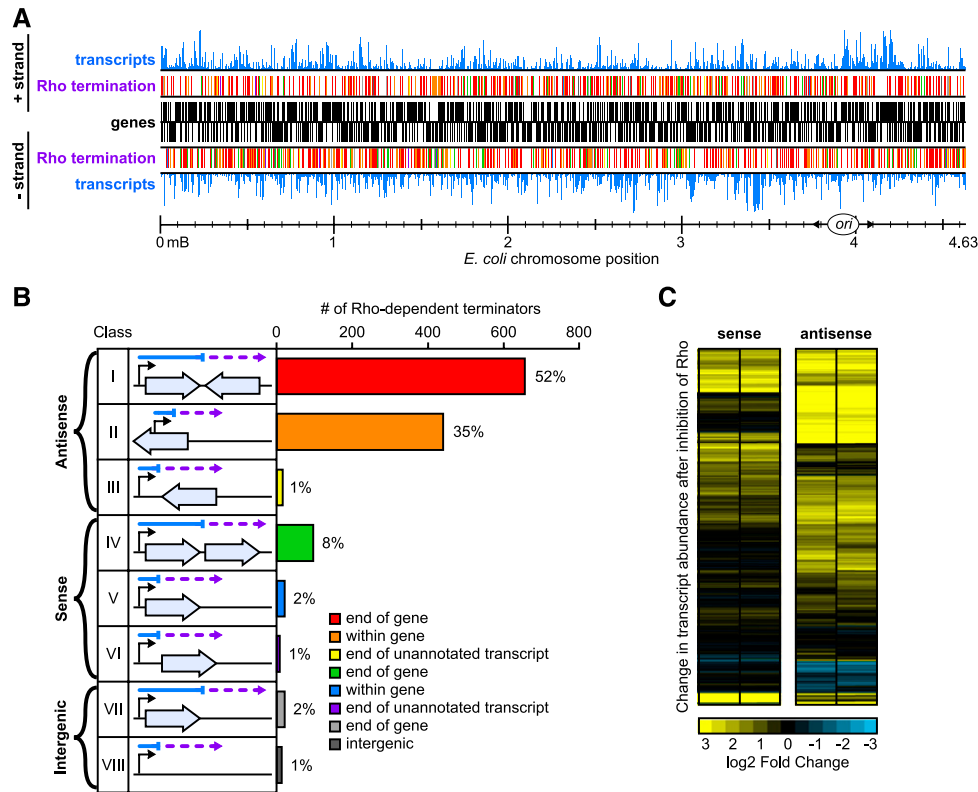 A
+ strand
transcripts
Rho termination
genes
- strand
Rho termination
transcripts
ori
0 mB 1 2 3 4 4.63
E. coli chromosome position
B
# of Rho-dependent terminators
Class 0 200 400 600 800
Antisense
I 52%
II 35%
III 1%
Sense
IV 8%
V 2%
VI 1%
Intergenic
VII 2%
VIII 1%
end of gene
within gene
end of unannotated transcript
end of gene
within gene
end of unannotated transcript
end of gene
intergenic
C
sense antisense
Change in transcript abundance after inhibition of Rho
3 2 1 0 -1 -2 -3
log2 Fold Change